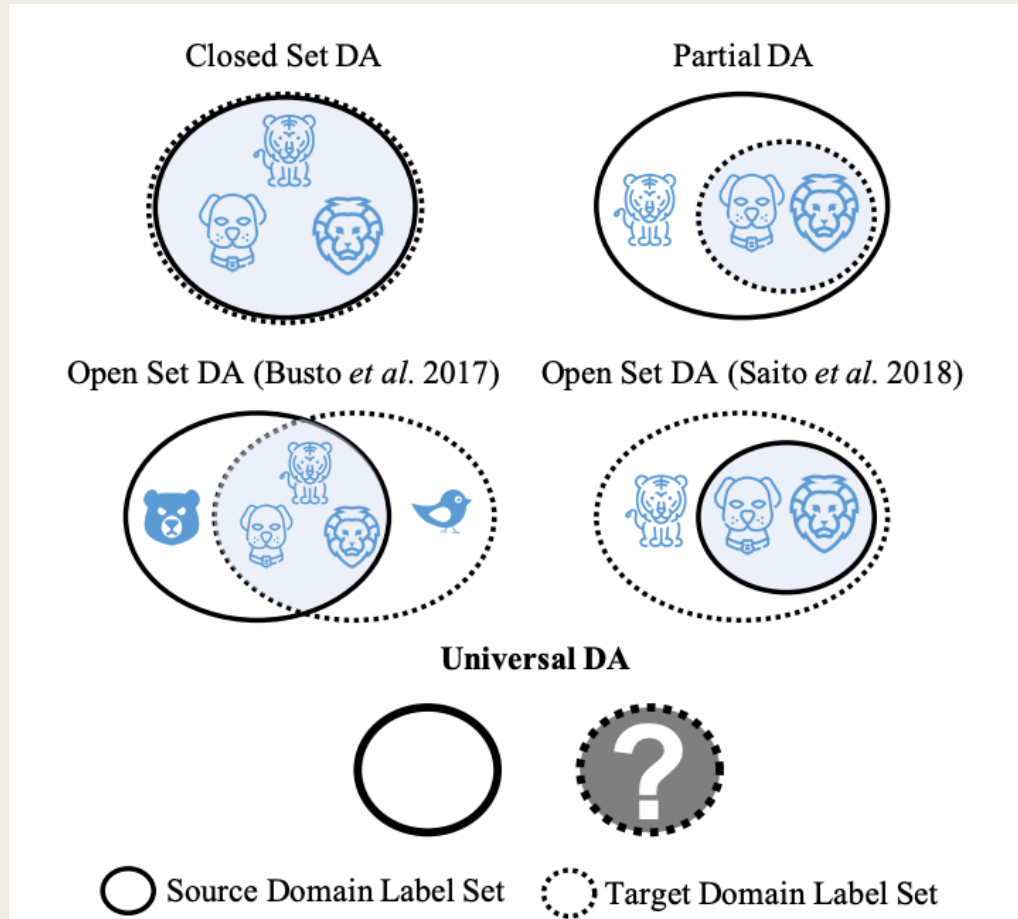 Closed Set DA
Partial DA
Open Set DA (Busto et al. 2017)
Open Set DA (Saito et al. 2018)
Universal DA
?
Source Domain Label Set
Target Domain Label Set